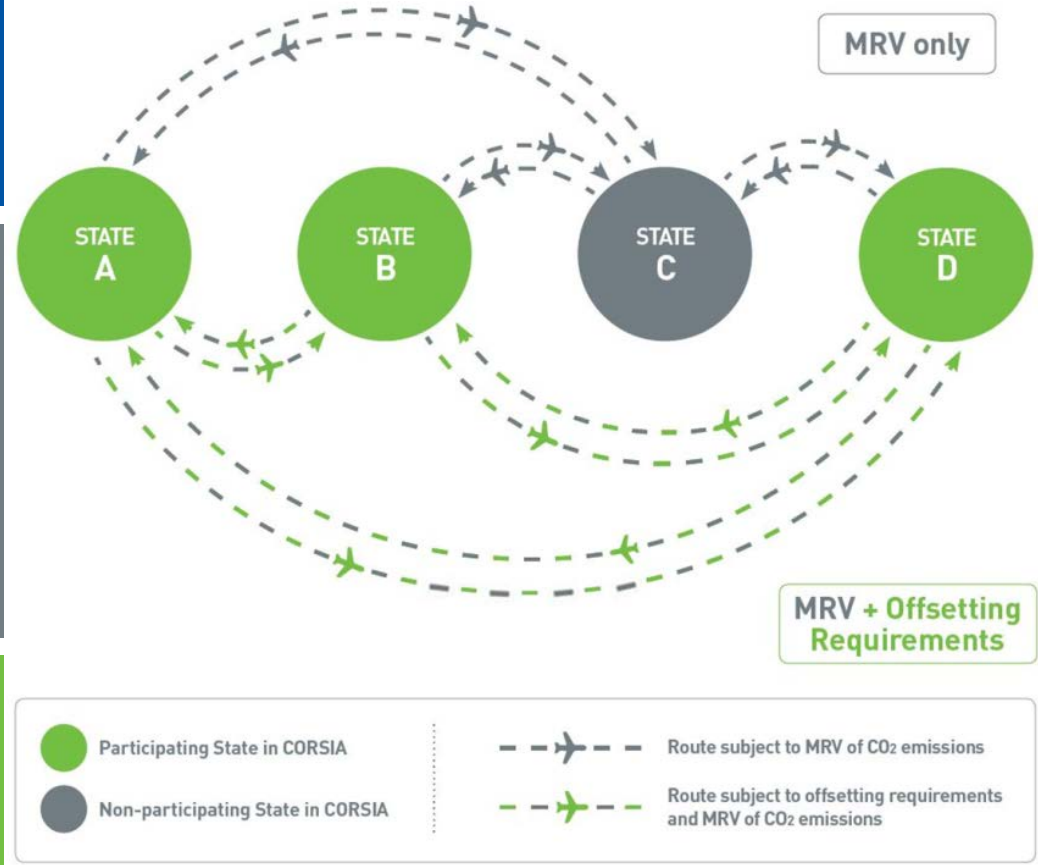 MRV only
STATE
A
STATE
B
STATE
C
STATE
D
MRV + Offsetting
Requirements
Participating State in CORSIA
Non-participating State in CORSIA
Route subject to MRV of CO₂ emissions
Route subject to offsetting requirements
and MRV of CO₂ emissions